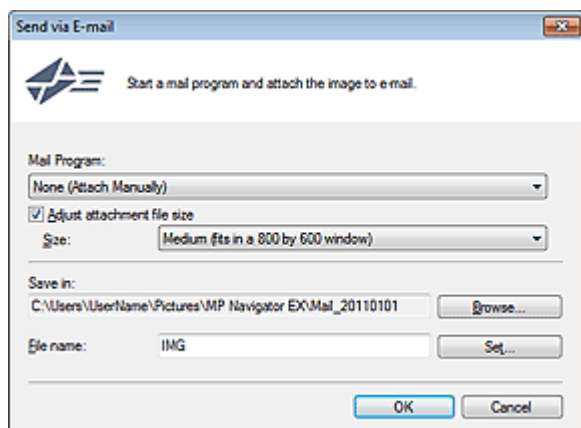 Send via E-mail
Start a mail program and attach the image to e-mail.
Mail Program:
None (Attach Manually)
Adjust attachment file size
Size: Medium (fits in a 800 by 600 window)
Save in:
C:\Users\UserName\Pictures\MP Navigator EX\Mail_20110101 Browse...
File name: IMG Set...
OK Cancel